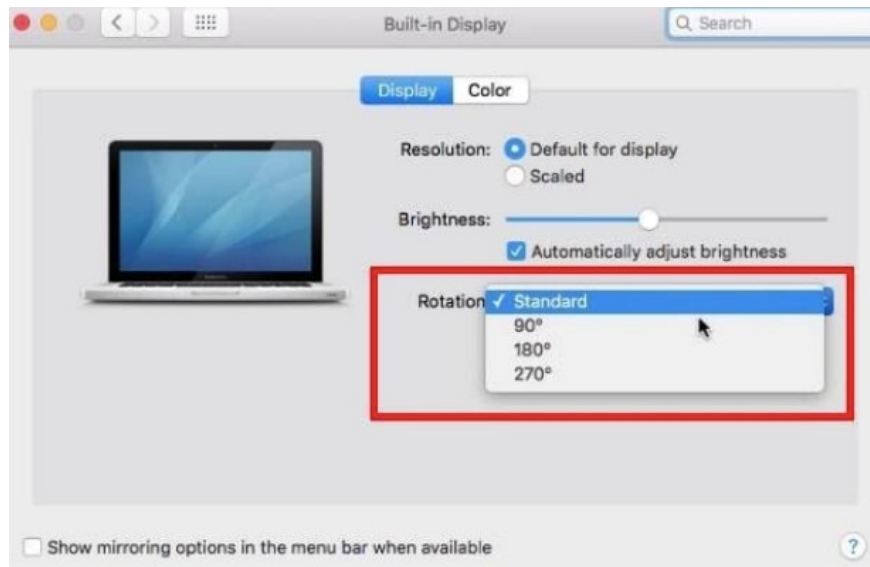 Built-in Display
Search
Display Color
Resolution: Default for display
Scaled
Brightness:
Automatically adjust brightness
Rotation ✓ Standard
90°
180°
270°
Show mirroring options in the menu bar when available
?